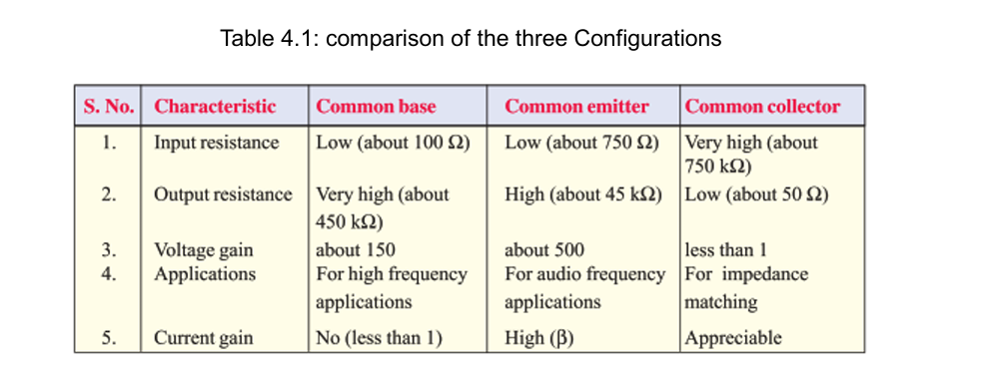 Table 4.1: comparison of the three Configurations
S. No. Characteristic Common base Common emitter Common collector
1. Input resistance Low (about 100 Ω) Low (about 750 Ω) Very high (about
750 kΩ)
2. Output resistance Very high (about High (about 45 kΩ) Low (about 50 Ω)
450 kΩ)
3. Voltage gain about 150 about 500 less than 1
4. Applications For high frequency For audio frequency For impedance
applications applications matching
5. Current gain No (less than 1) High (β) Appreciable